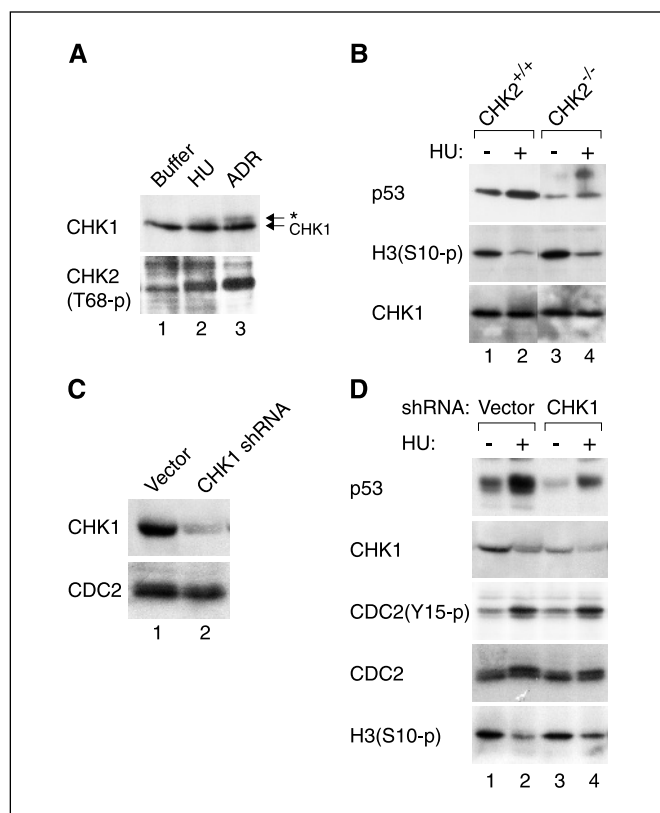 A
Buffer
HU
ADR
CHK1
*
CHK1
CHK2
(T68-p)
1 2 3
B
CHK2+/+
CHK2-/-
HU: - + - +
p53
H3(S10-p)
CHK1
1 2 3 4
C
Vector
CHK1 shRNA
CHK1
CDC2
1 2
D
shRNA: Vector CHK1
HU: - + - +
p53
CHK1
CDC2(Y15-p)
CDC2
H3(S10-p)
1 2 3 4